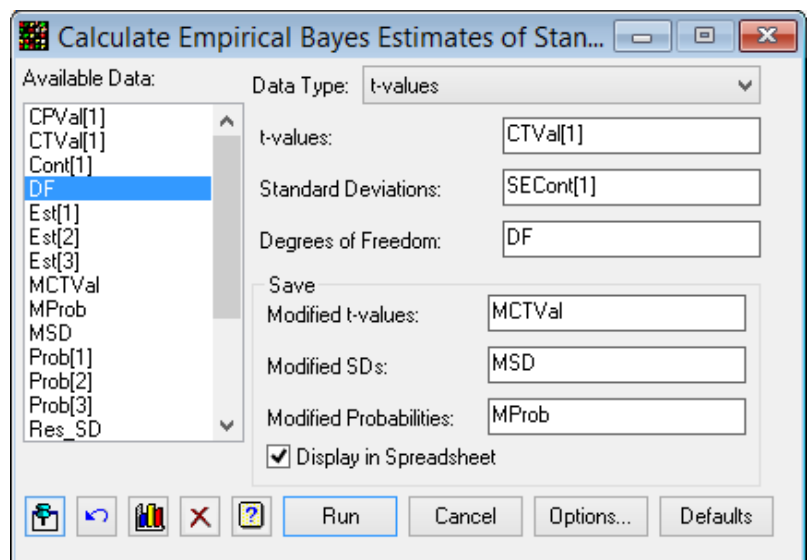 Calculate Empirical Bayes Estimates of Stan...
Available Data:
CPVal[1]
CTVal[1]
Cont[1]
DF
Est[1]
Est[2]
Est[3]
MCTVal
MProb
MSD
Prob[1]
Prob[2]
Prob[3]
Res_SD
Data Type: t-values
t-values: CTVal[1]
Standard Deviations: SECont[1]
Degrees of Freedom: DF
Save
Modified t-values: MCTVal
Modified SDs: MSD
Modified Probabilities: MProb
Display in Spreadsheet
Run Cancel Options... Defaults